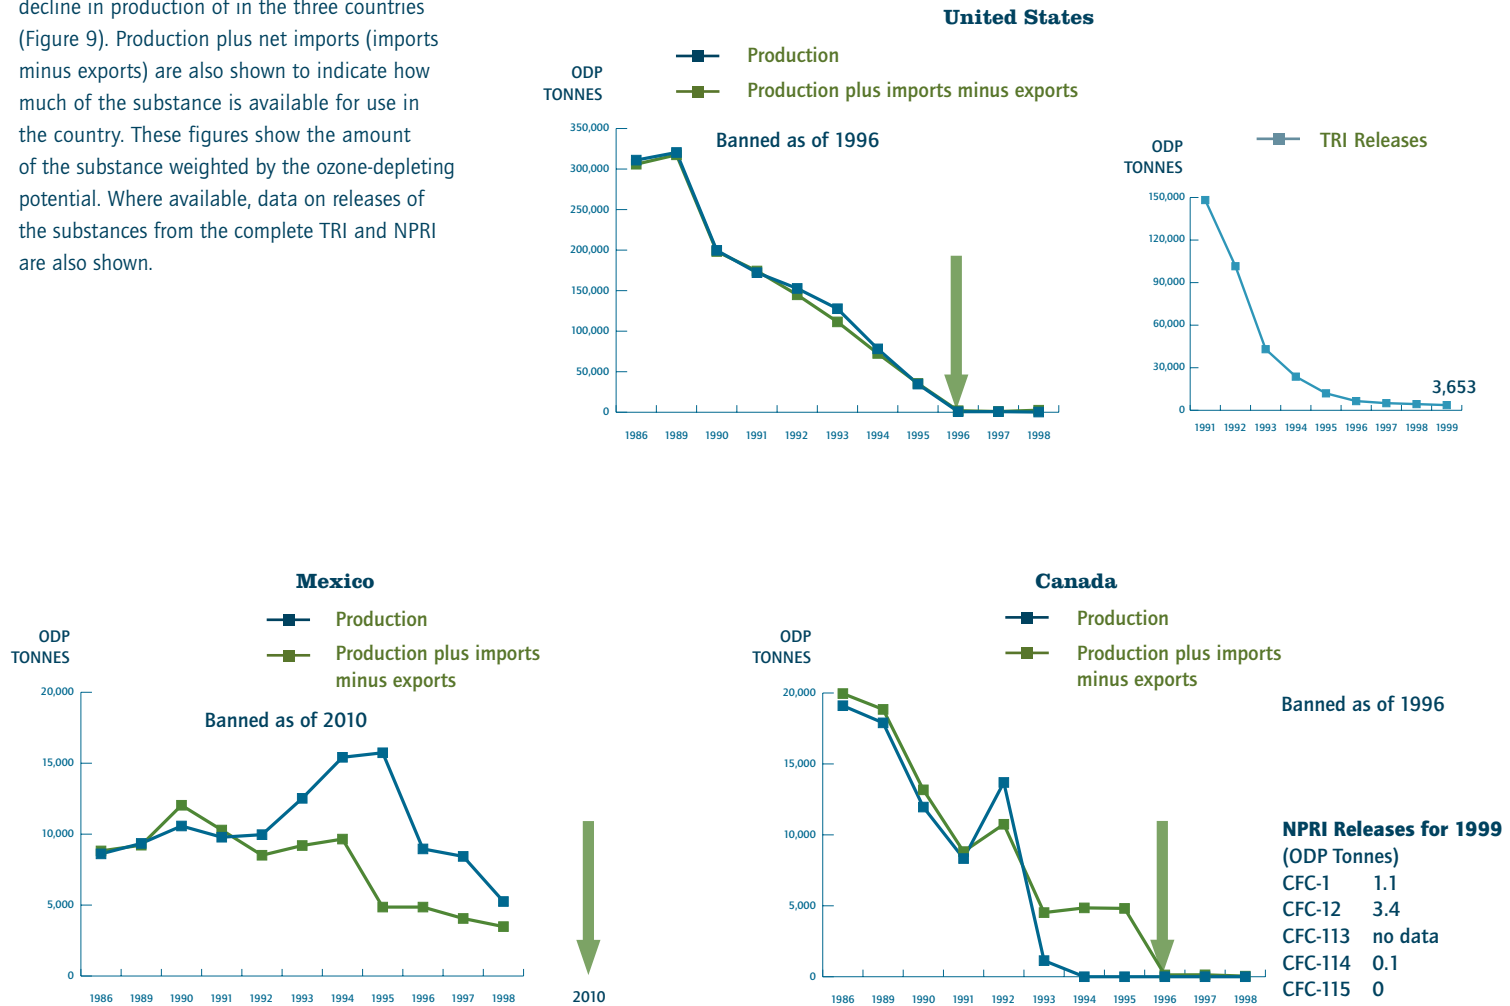 decline in production of in the three countries
(Figure 9). Production plus net imports (imports
minus exports) are also shown to indicate how
much of the substance is available for use in
the country. These figures show the amount
of the substance weighted by the ozone-depleting
potential. Where available, data on releases of
the substances from the complete TRI and NPRI
are also shown.
United States
Production
Production plus imports minus exports
ODP
TONNES
Banned as of 1996
350,000
300,000
250,000
200,000
150,000
100,000
50,000
0
1986 1989 1990 1991 1992 1993 1994 1995 1996 1997 1998
TRI Releases
ODP
TONNES
150,000
120,000
90,000
60,000
30,000
0
3,653
1991 1992 1993 1994 1995 1996 1997 1998 1999
Mexico
Production
Production plus imports
minus exports
ODP
TONNES
Banned as of 2010
20,000
15,000
10,000
5,000
0
1986 1989 1990 1991 1992 1993 1994 1995 1996 1997 1998
2010
Canada
Production
Production plus imports
minus exports
ODP
TONNES
Banned as of 1996
20,000
15,000
10,000
5,000
0
1986 1989 1990 1991 1992 1993 1994 1995 1996 1997 1998
NPRI Releases for 1999
(ODP Tonnes)
CFC-1 1.1
CFC-12 3.4
CFC-113 no data
CFC-114 0.1
CFC-115 0